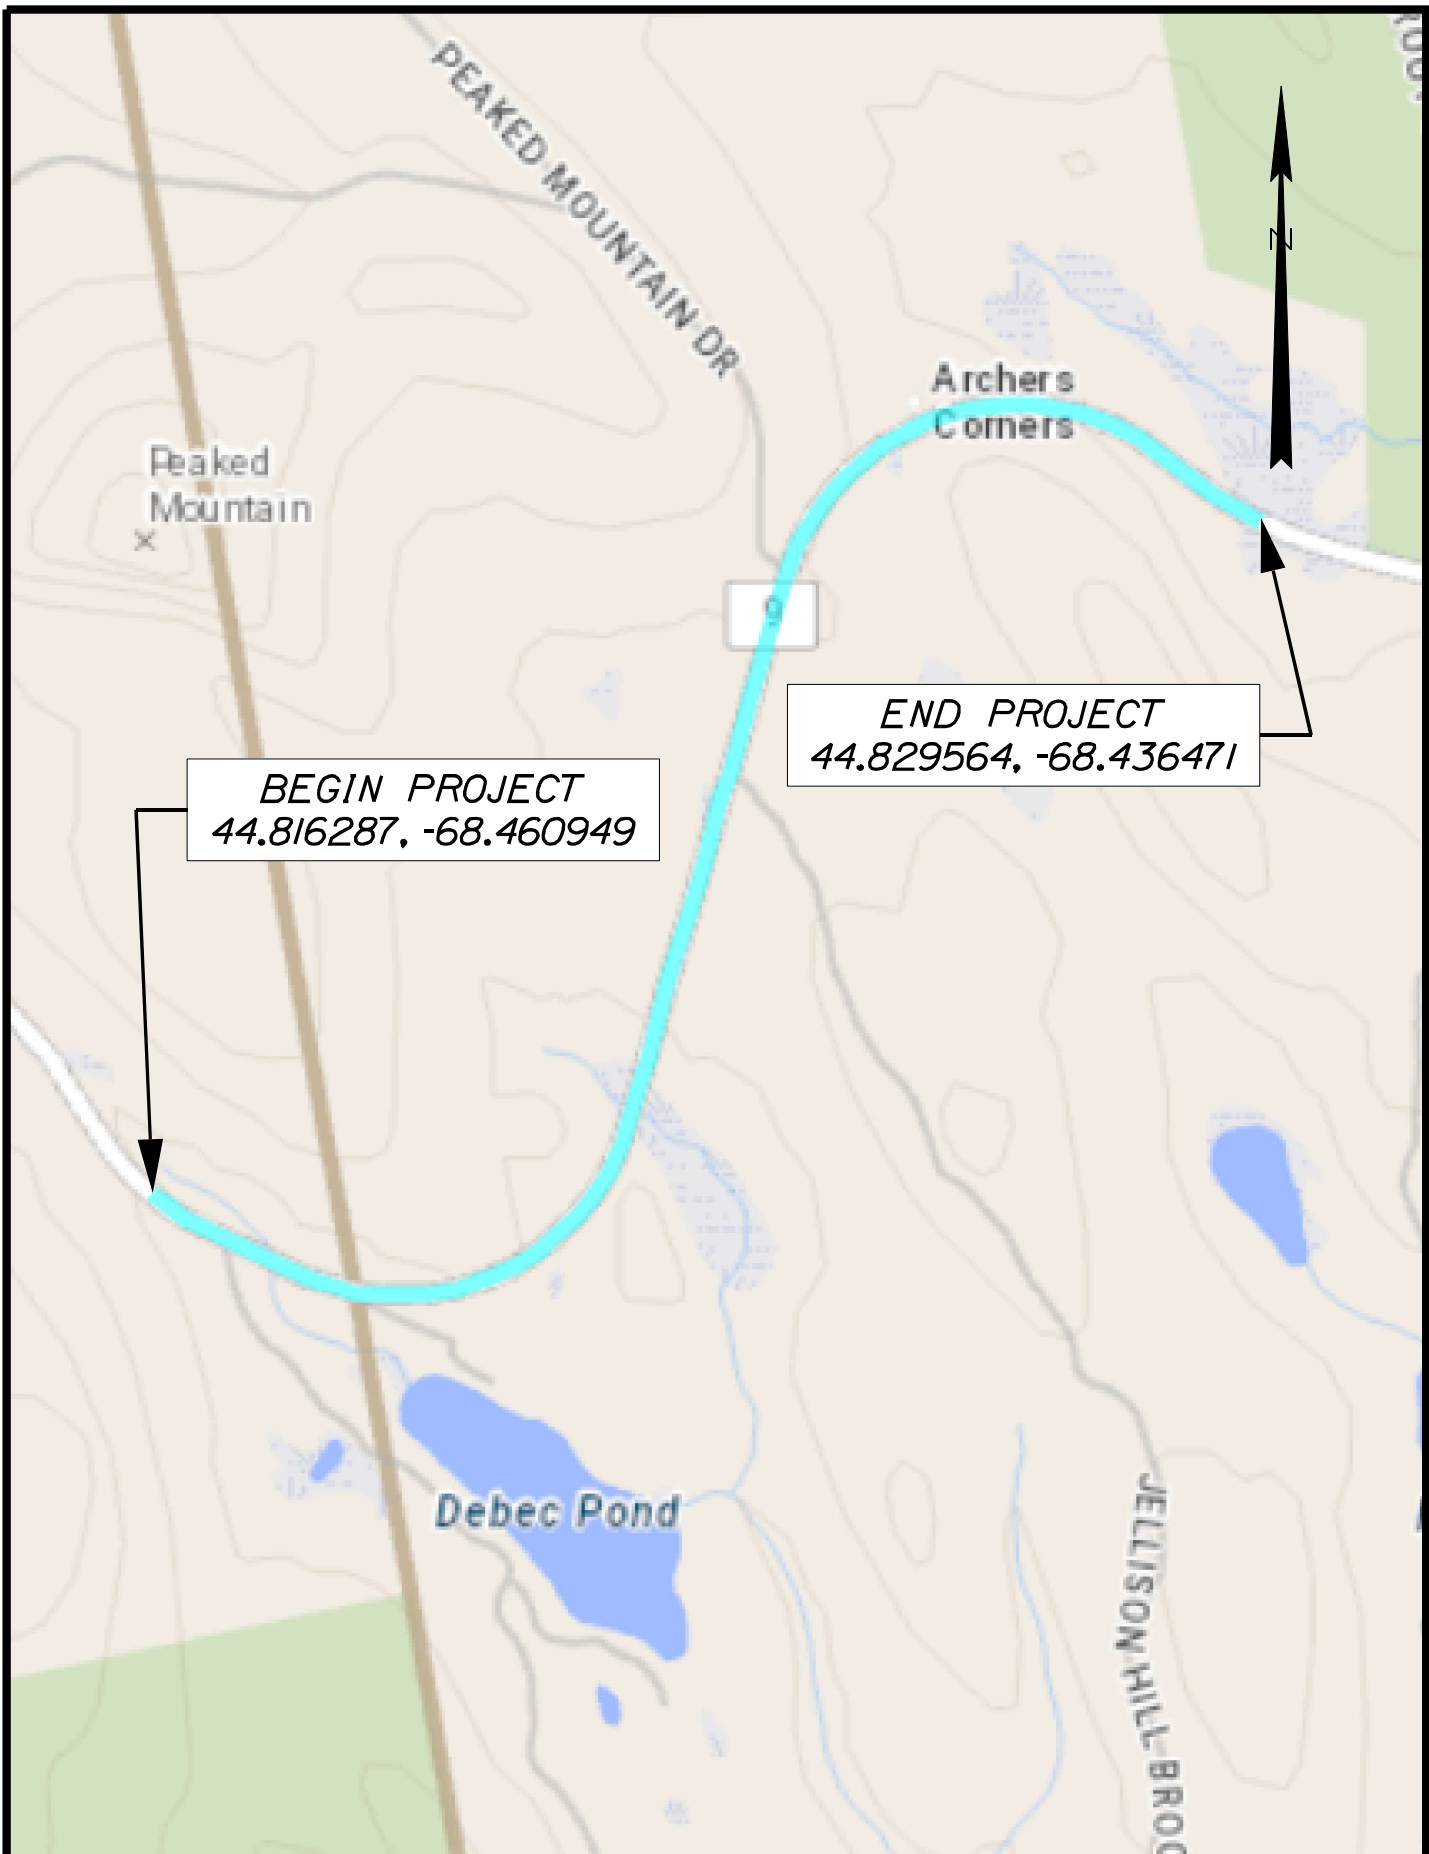 PEAKED MOUNTAIN DR
N
Archers
Corners
Peaked
Mountain
9
END PROJECT
44.829564, -68.436471
BEGIN PROJECT
44.816287, -68.460949
Debec Pond
JELLISON HILL BROO